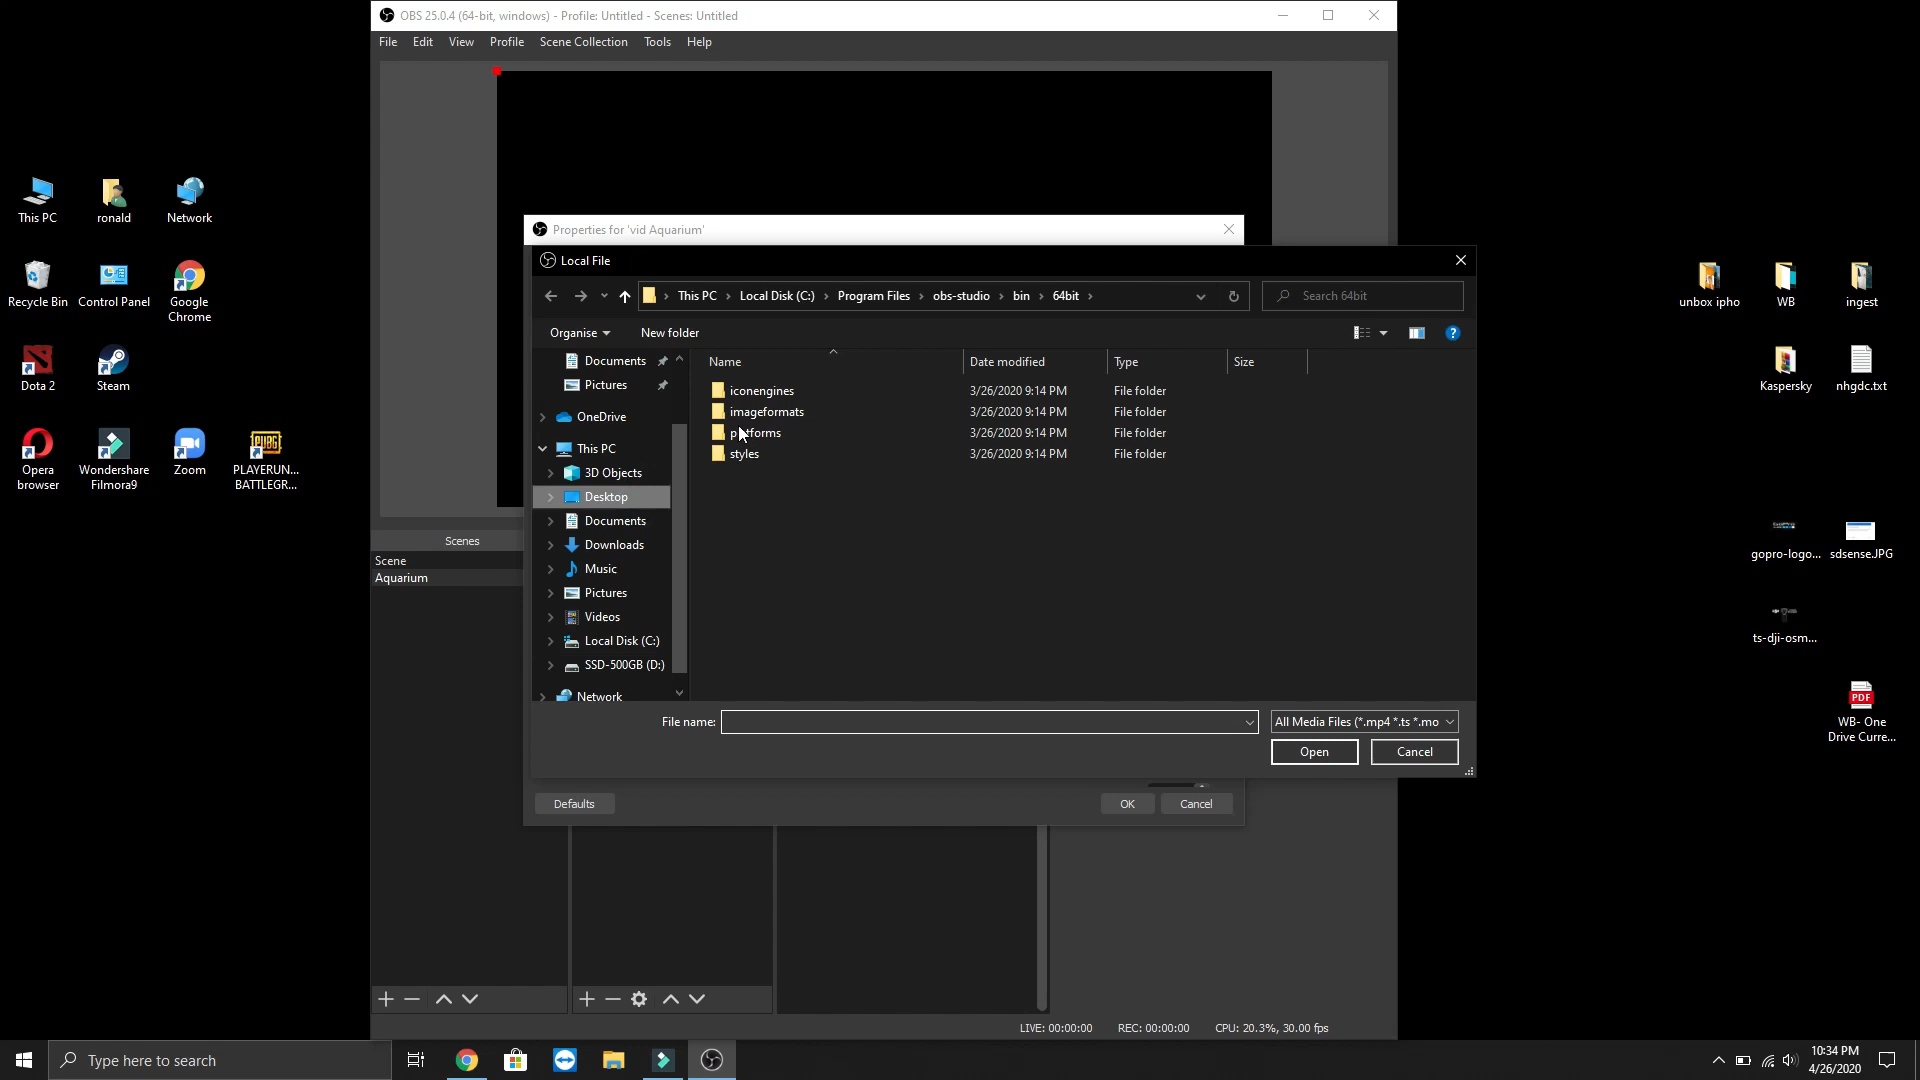 OBS 25.0.4 (64-bit, windows) - Profile: Untitled - Scenes: Untitled
File Edit View Profile Scene Collection Tools Help
This PC
ronald
Network
Recycle Bin
Control Panel
Google
Chrome
Dota 2
Steam
Opera
browser
Wondershare
Filmora9
Zoom
PLAYERUN...
BATTLEGR...
Properties for 'vid Aquarium'
Local File
This PC > Local Disk (C:) > Program Files > obs-studio > bin > 64bit >
Search 64bit
Organise
New folder
Documents
Pictures
OneDrive
This PC
3D Objects
Desktop
Documents
Downloads
Music
Pictures
Videos
Local Disk (C:)
SSD-500GB (D:)
Network
Name Date modified Type Size
iconengines 3/26/2020 9:14 PM File folder
imageformats 3/26/2020 9:14 PM File folder
3/26/2020 9:14 PM File folder
styles 3/26/2020 9:14 PM File folder
File name:
All Media Files (*.mp4 *.ts *.mo
Open
Cancel
Defaults
OK
Cancel
Scenes
Scene
Aquarium
unbox ipho
WB
ingest
Kaspersky
nhgdc.txt
gopro-logo...
sdsense.JPG
ts-dji-osm...
PDF
WB- One
Drive Curre...
LIVE: 00:00:00 REC: 00:00:00 CPU: 20.3%, 30.00 fps
Type here to search
10:34 PM
4/26/2020